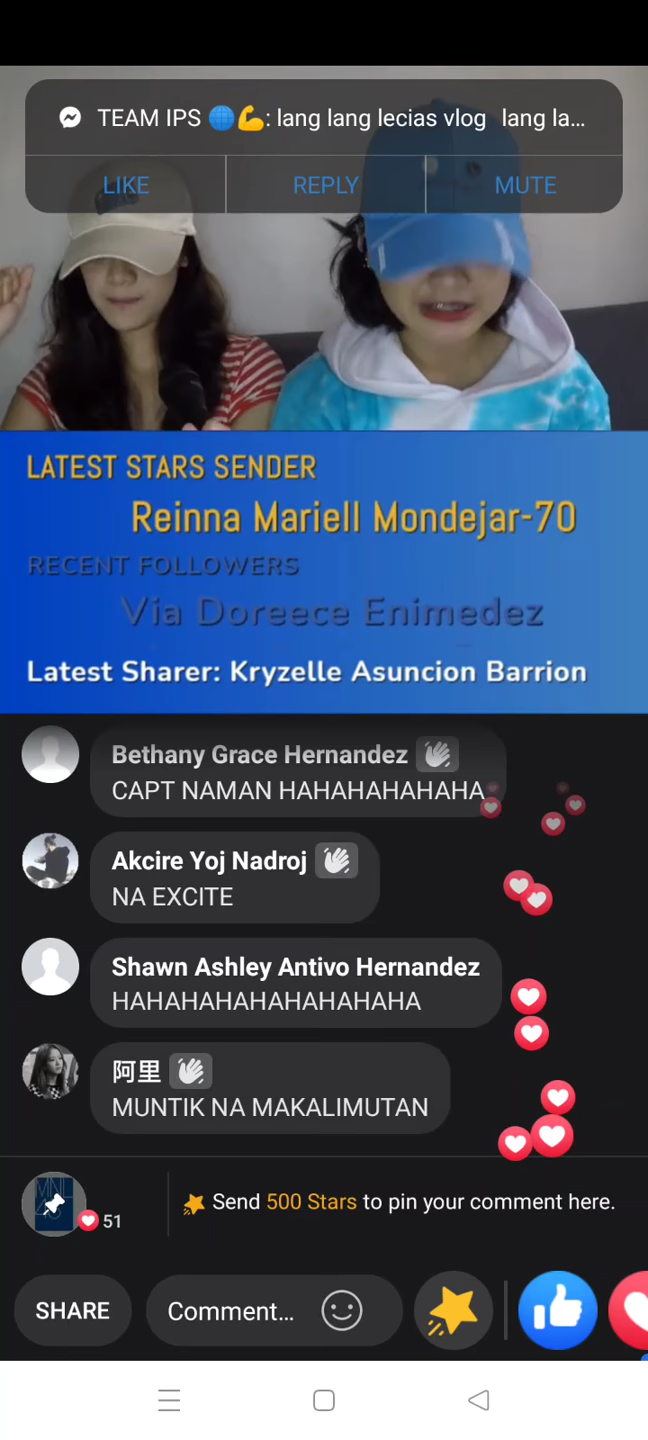 TEAM IPS 🌐💪: lang lang lecias vlog lang la...
LIKE
REPLY
MUTE
LATEST STARS SENDER
Reinna Mariell Mondejar-70
RECENT FOLLOWERS
Via Doreece Enimedez
Latest Sharer: Kryzelle Asuncion Barrion
Bethany Grace Hernandez
CAPT NAMAN HAHAHAHAHAHA
Akcire Yoj Nadroj
NA EXCITE
Shawn Ashley Antivo Hernandez
HAHAHAHAHAHAHAHAHA
阿里
MUNTIK NA MAKALIMUTAN
51
Send 500 Stars to pin your comment here.
SHARE
Comment...